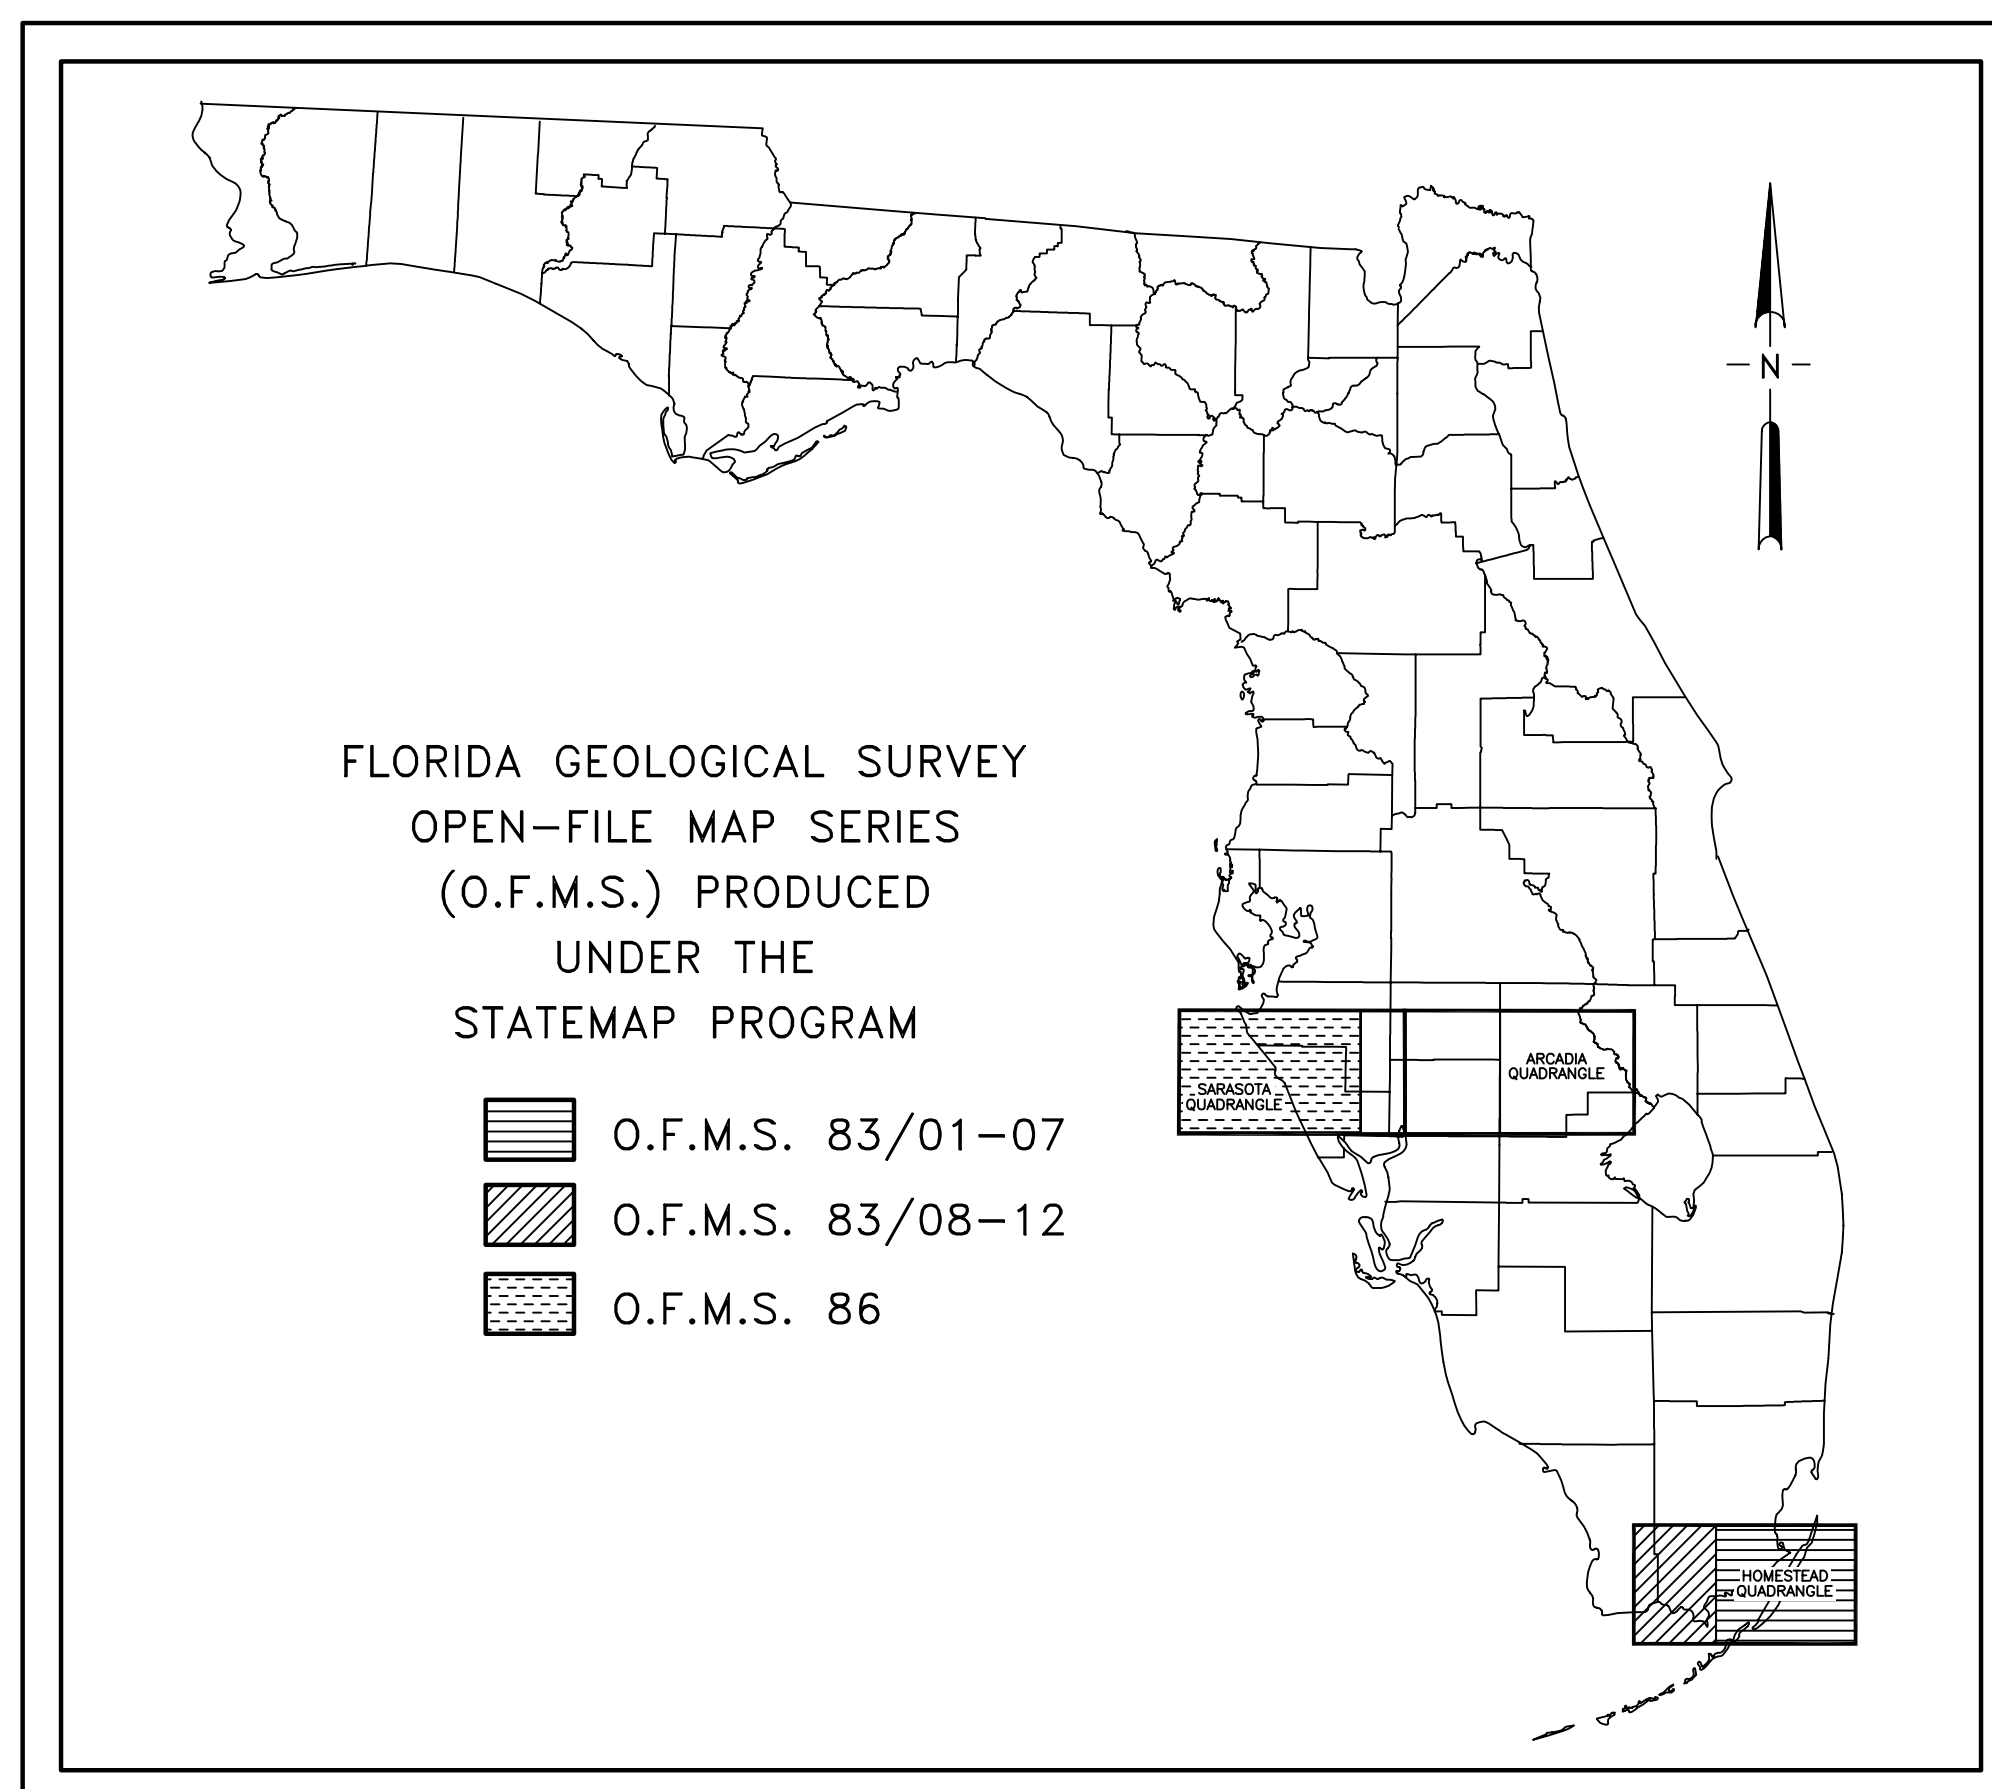 FLORIDA GEOLOGICAL SURVEY
OPEN-FILE MAP SERIES
(O.F.M.S.) PRODUCED
UNDER THE
STATEMAP PROGRAM
O.F.M.S. 83/01-07
O.F.M.S. 83/08-12
O.F.M.S. 86
N
SARASOTA
QUADRANGLE
ARCADIA
QUADRANGLE
HOMESTEAD
QUADRANGLE